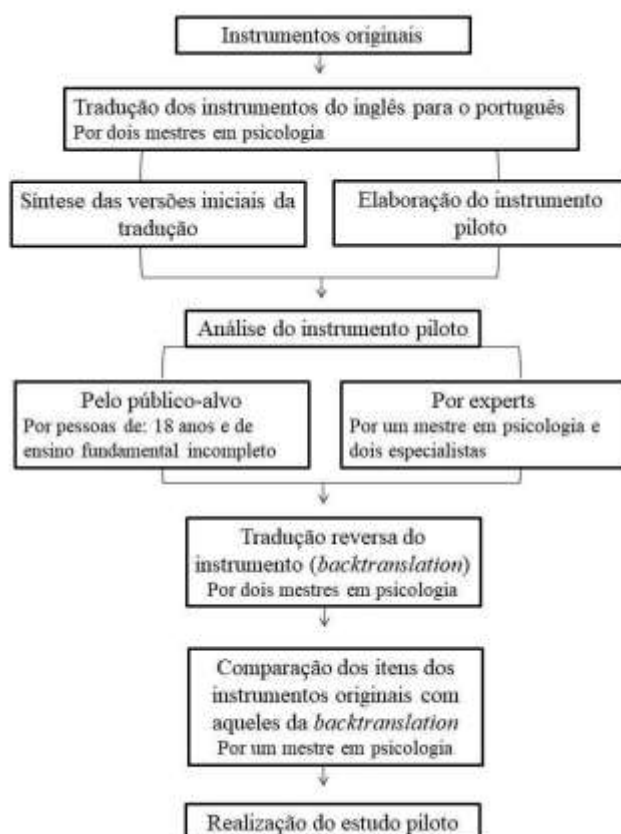 Instrumentos originais
Tradução dos instrumentos do inglês para o português
Por dois mestres em psicologia
Síntese das versões iniciais da
tradução
Elaboração do instrumento
piloto
Análise do instrumento piloto
Pelo público-alvo
Por pessoas de: 18 anos e de
ensino fundamental incompleto
Por experts
Por um mestre em psicologia e
dois especialistas
Tradução reversa do
instrumento (backtranslation)
Por dois mestres em psicologia
Comparação dos itens dos
instrumentos originais com
aqueles da backtranslation
Por um mestre em psicologia
Realização do estudo piloto